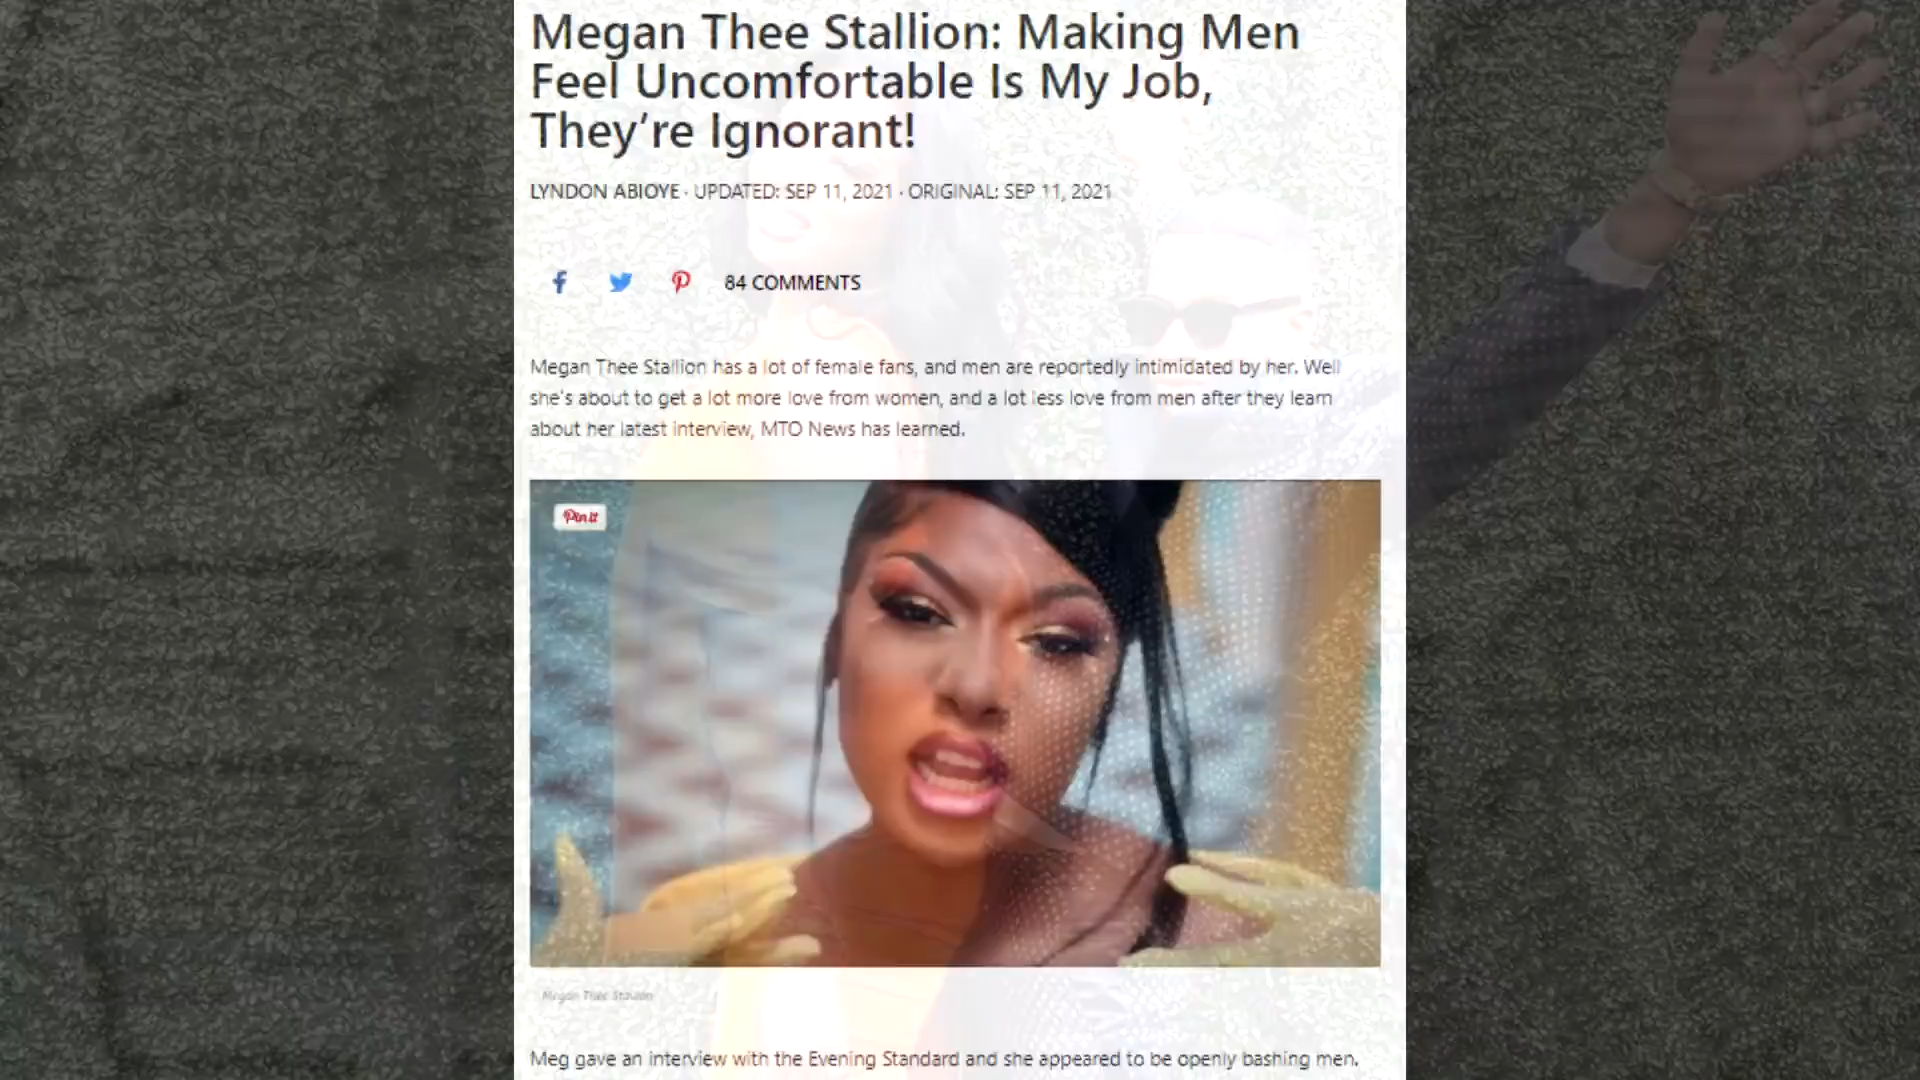 Megan Thee Stallion: Making Men
Feel Uncomfortable Is My Job,
They're Ignorant!
LYNDON ABIOYE · UPDATED: SEP 11, 2021 · ORIGINAL: SEP 11, 2021
84 COMMENTS
Megan Thee Stallion has a lot of female fans, and men are reportedly intimidated by her. Well
she's about to get a lot more love from women, and a lot less love from men after they learn
about her latest interview, MTO News has learned.
Pin it
Megan Thee Stallion
Meg gave an interview with the Evening Standard and she appeared to be openly bashing men.